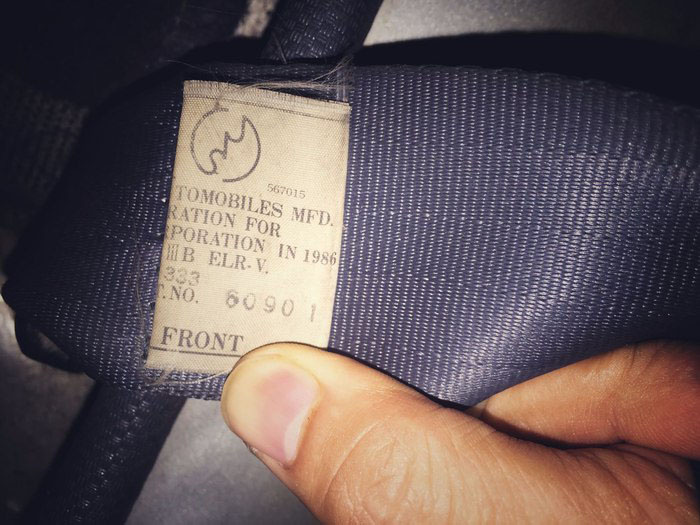 567015
TOMOBILES MFD.
RATION FOR
PORATION IN 1986
III B ELR-V.
333
.NO. 60901
FRONT